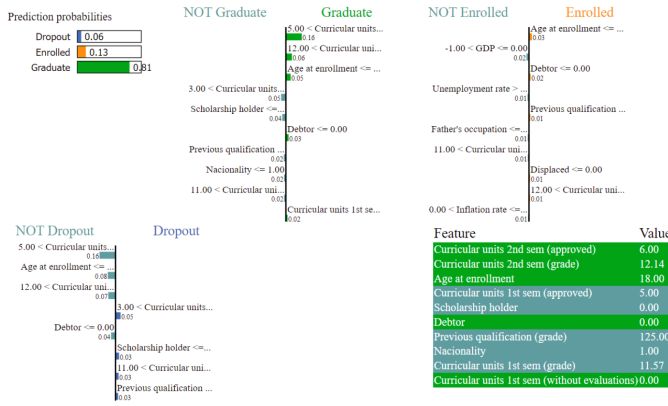 Prediction probabilities
Dropout 0.06
Enrolled 0.13
Graduate 0.81
NOT Graduate Graduate
5.00 < Curricular units...
0.16
12.00 < Curricular uni...
0.06
Age at enrollment <= ...
0.05
3.00 < Curricular units...
0.05
Scholarship holder <=...
0.04
Debtor <= 0.00
0.03
Previous qualification ...
0.02
Nacionality <= 1.00
0.02
11.00 < Curricular uni...
0.02
Curricular units 1st se...
0.02
NOT Enrolled Enrolled
Age at enrollment <= ...
0.03
-1.00 < GDP <= 0.00
0.02
Debtor <= 0.00
0.02
Unemployment rate > ...
0.01
Previous qualification ...
0.01
Father's occupation <=...
0.01
11.00 < Curricular uni...
0.01
Displaced <= 0.00
0.01
12.00 < Curricular uni...
0.01
0.00 < Inflation rate <=...
0.01
NOT Dropout Dropout
5.00 < Curricular units...
0.16
Age at enrollment <= ...
0.08
12.00 < Curricular uni...
0.07
3.00 < Curricular units...
0.05
Debtor <= 0.00
0.04
Scholarship holder <=...
0.03
11.00 < Curricular uni...
0.03
Previous qualification ...
0.03
Feature Value
Curricular units 2nd sem (approved) 6.00
Curricular units 2nd sem (grade) 12.14
Age at enrollment 18.00
Curricular units 1st sem (approved) 5.00
Scholarship holder 0.00
Debtor 0.00
Previous qualification (grade) 125.00
Nacionality 1.00
Curricular units 1st sem (grade) 11.57
Curricular units 1st sem (without evaluations) 0.00